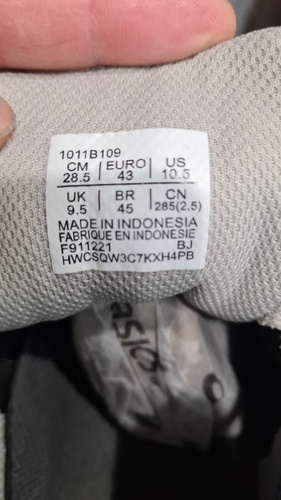 1011B109
CM EURO US
28.5 43 10.5
UK BR CN
9.5 45 285(2.5)
MADE IN INDONESIA
FABRIQUE EN INDONESIE
F911221 BJ
HWCSQW3C7KXH4PB
asics